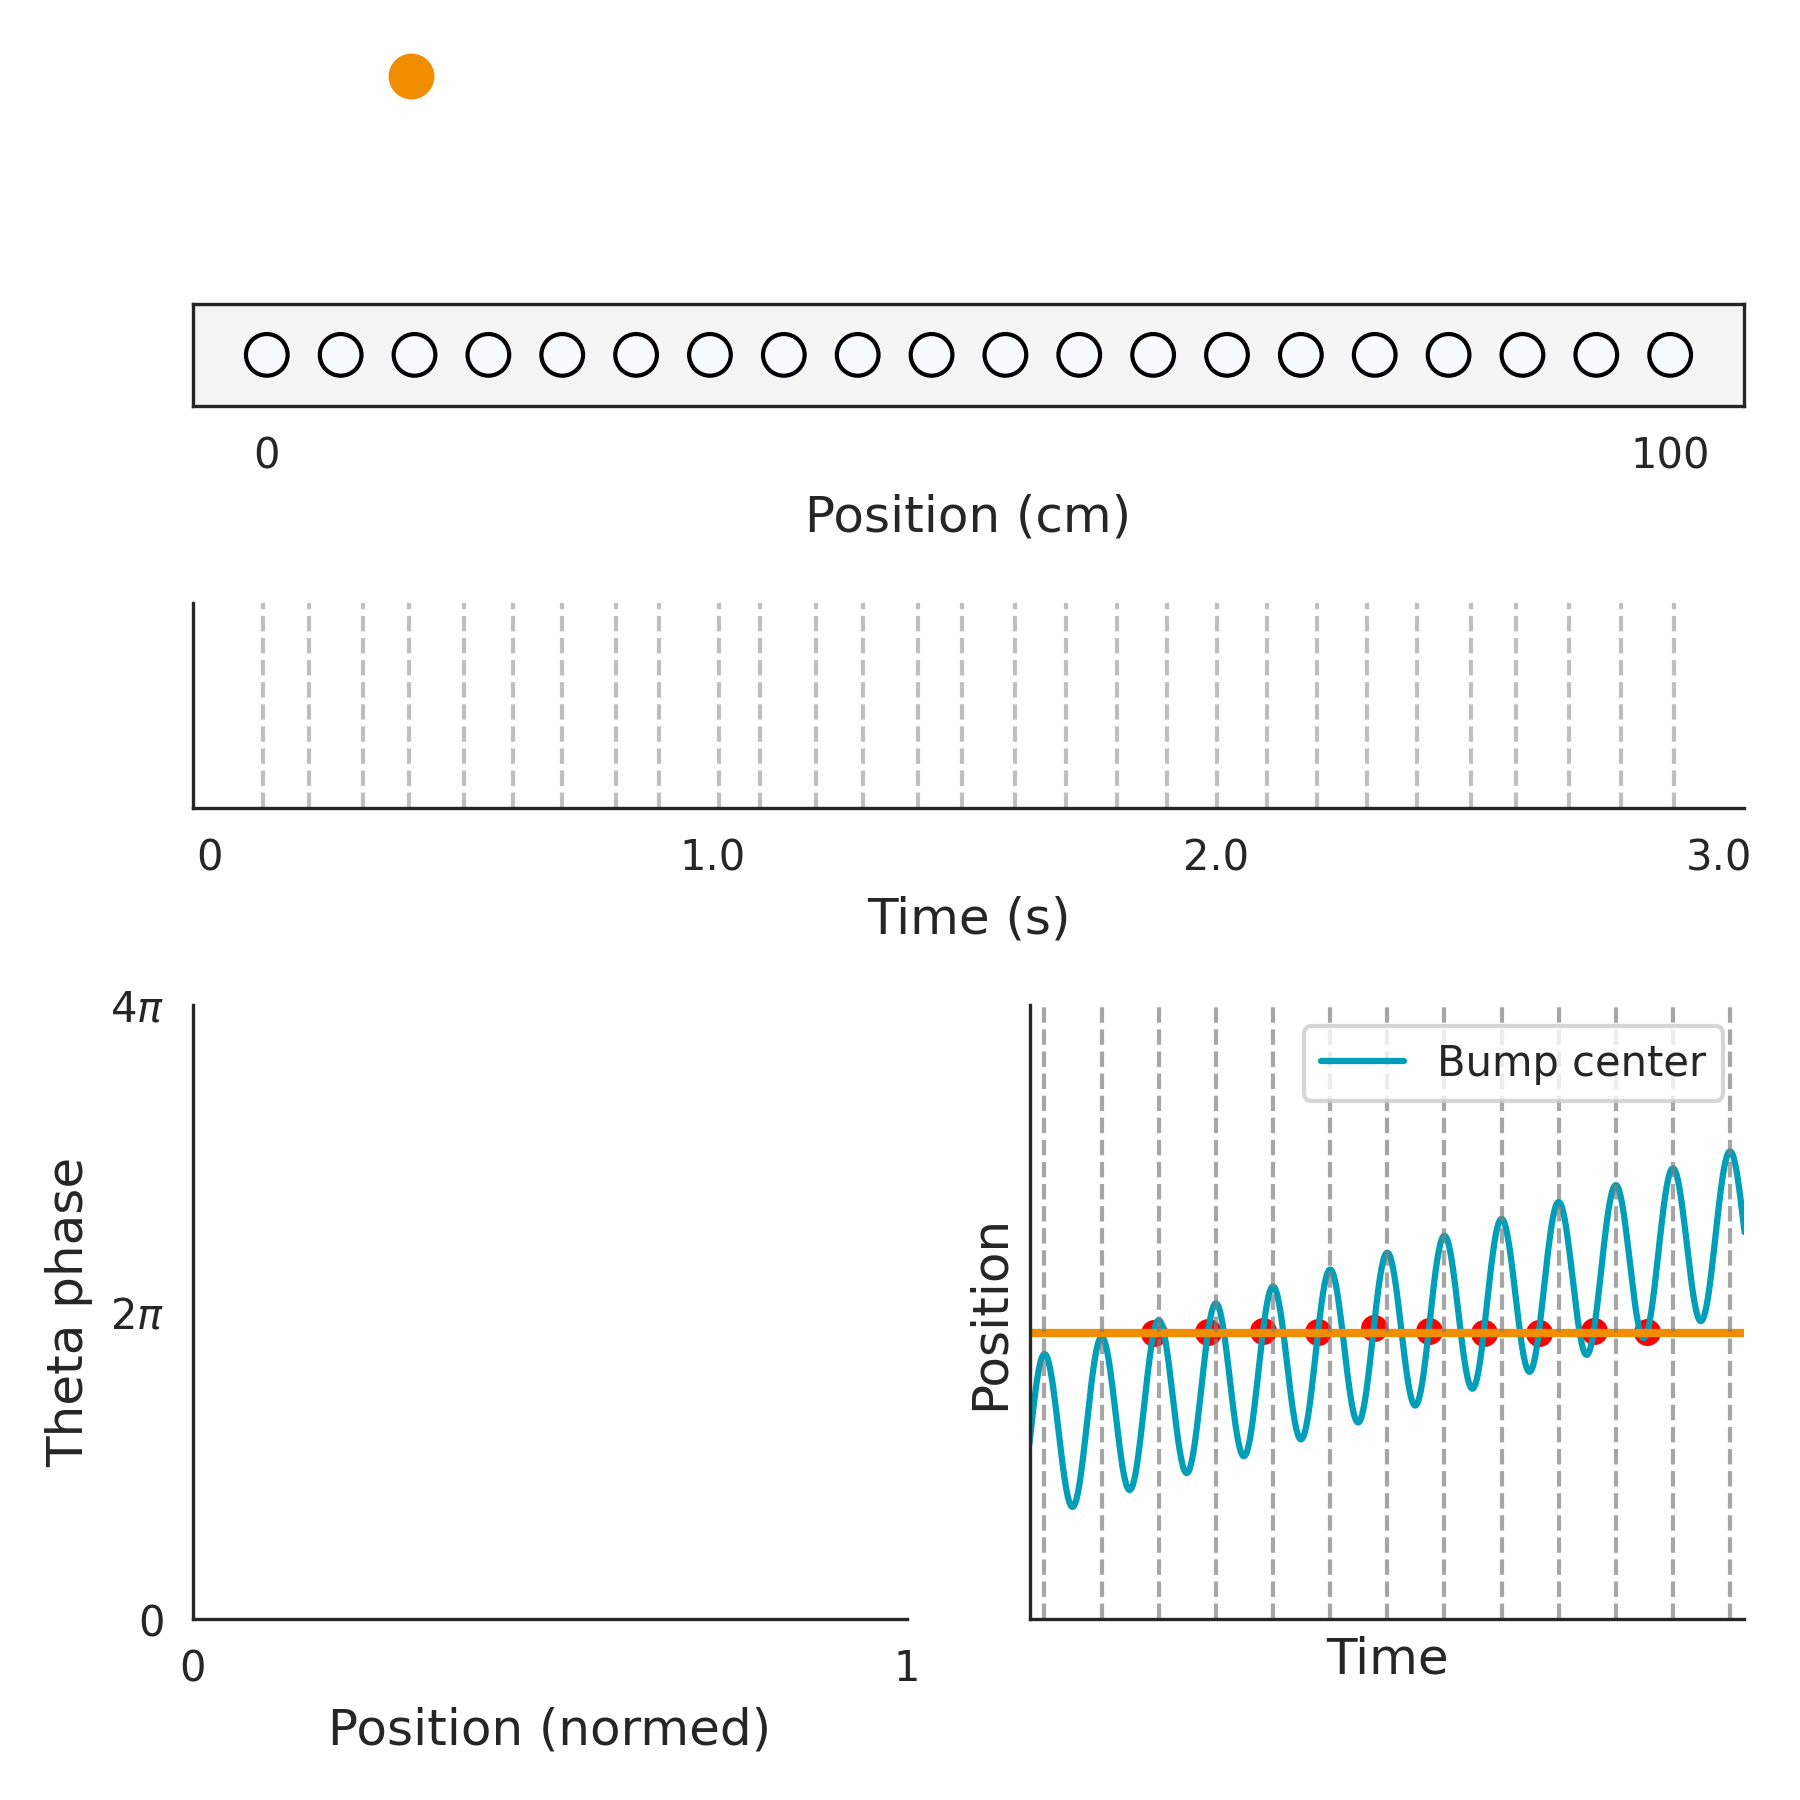 0 100
Position (cm)
0 1.0 2.0 3.0
Time (s)
4π
2π
0
Theta phase
0 1
Position (normed)
Bump center
Position
Time